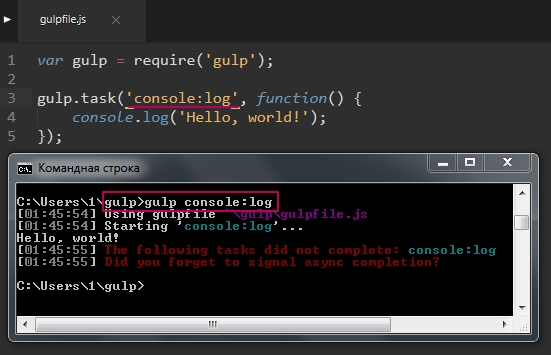 gulpfile.js
1 var gulp = require('gulp');
2
3 gulp.task('console:log', function() {
4 console.log('Hello, world!');
5 });
Командная строка
C:\Users\1\gulp>gulp console:log
[01:45:54] Using gulpfile ~\gulp\gulpfile.js
[01:45:54] Starting 'console:log'...
Hello, world!
[01:45:55] The following tasks did not complete: console:log
[01:45:55] Did you forget to signal async completion?
C:\Users\1\gulp>